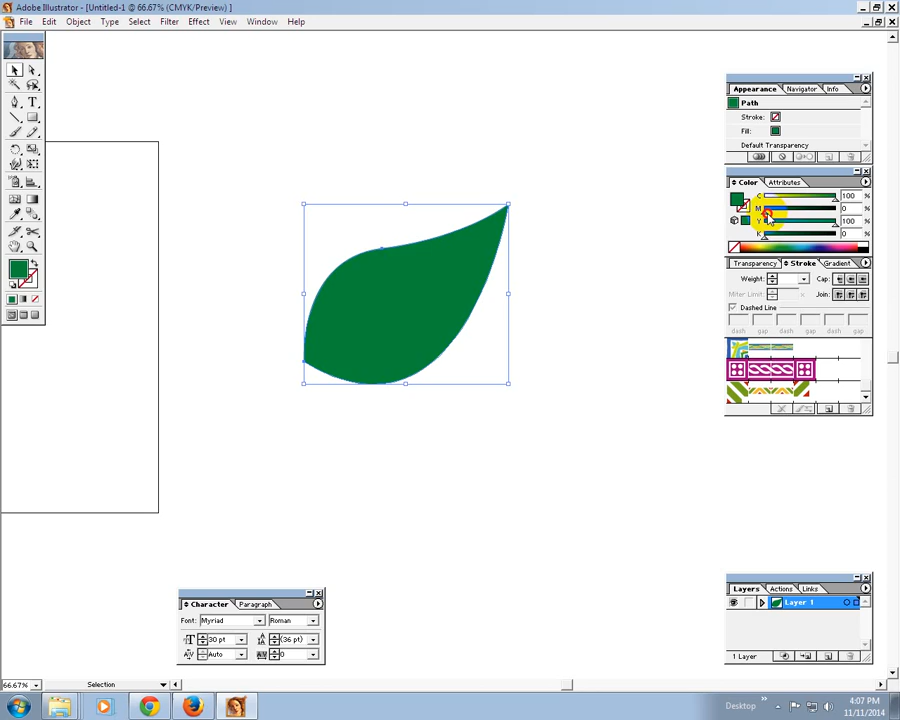 Adobe Illustrator - [Untitled-1 @ 66.67% (CMYK/Preview) ]
File Edit Object Type Select Filter Effect View Window Help
Appearance Navigator Info
Path
Stroke:
Fill:
Default Transparency
Color Attributes
C 100 %
M 0 %
Y 100 %
K 0 %
Transparency Stroke Gradient
Weight: Cap:
Miter Limit: x Join:
Dashed Line
dash gap dash gap dash gap
Character Paragraph
Font: Myriad Roman
30 pt (36 pt)
Auto 0
Layers Actions Links
Layer 1
1 Layer
66.67% Selection
Desktop
4:07 PM
11/11/2014